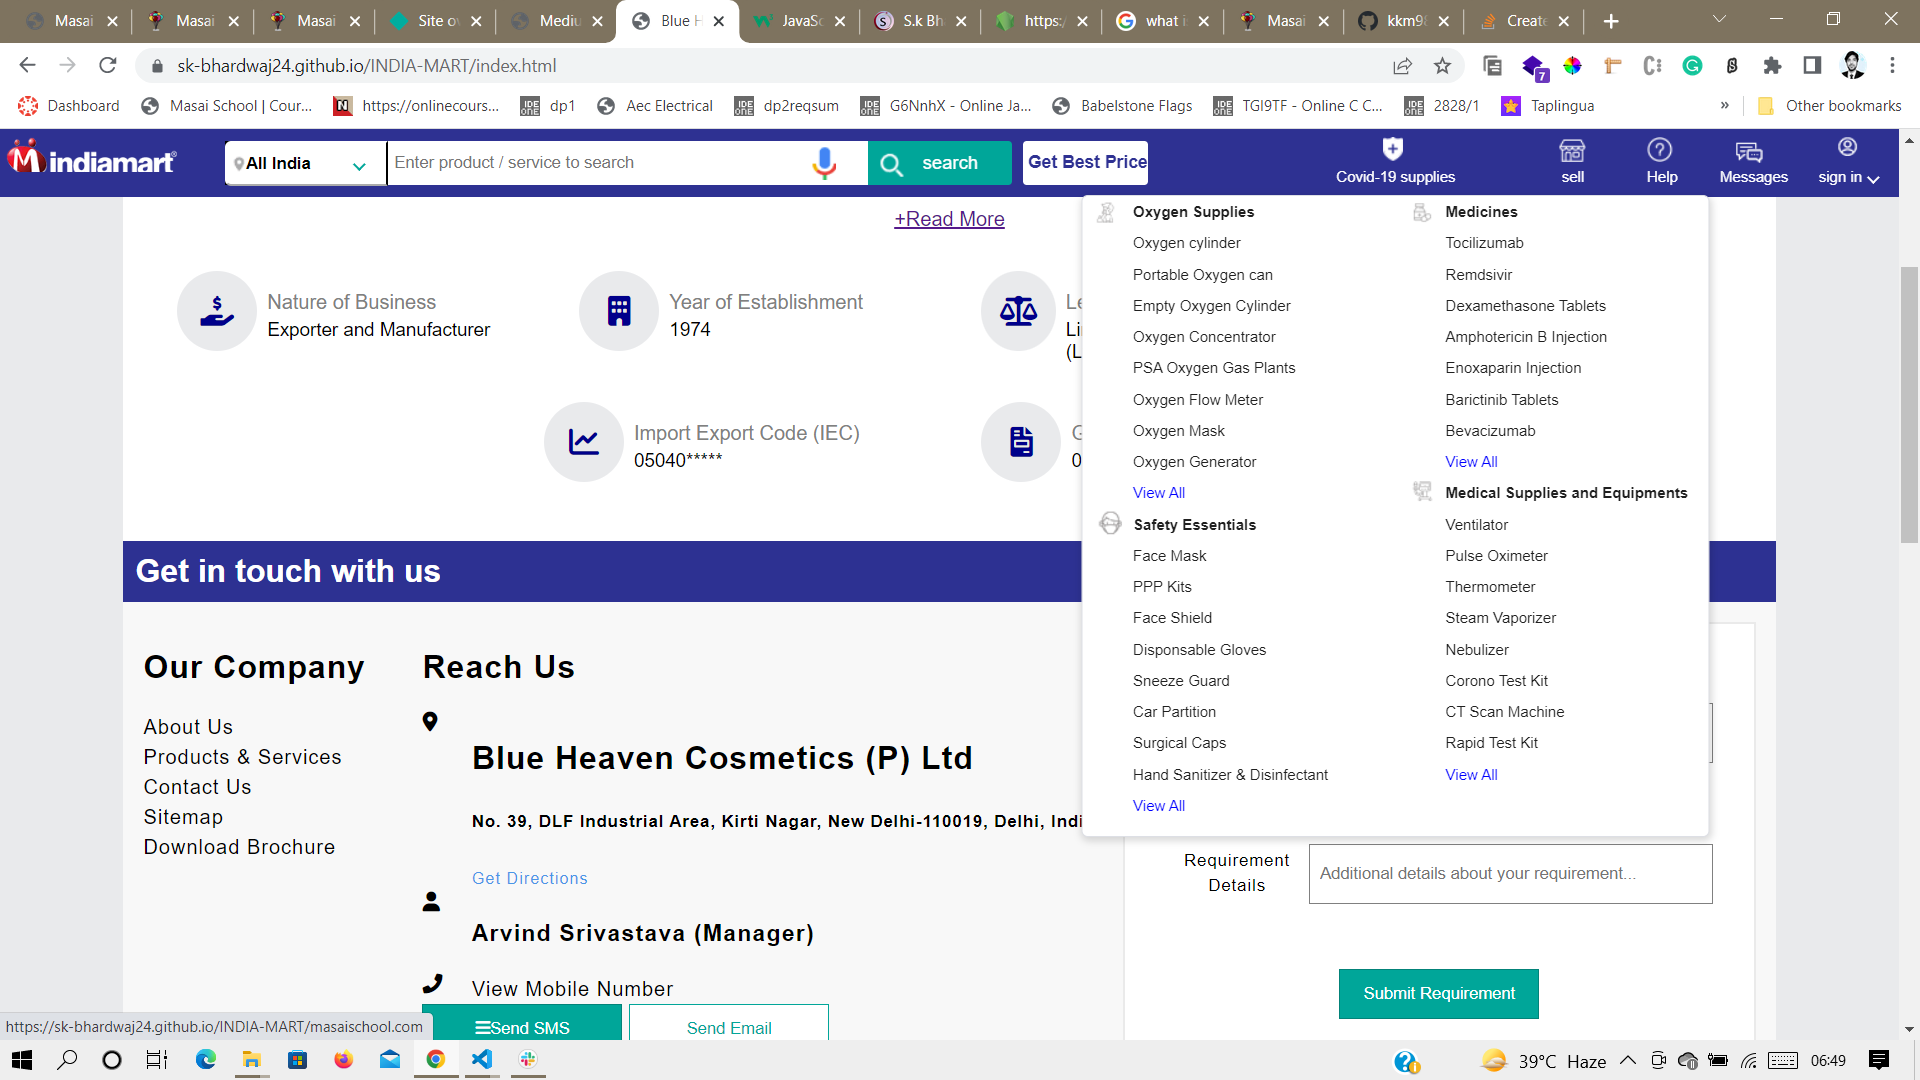 Masai
Masai
Masai
Site o
Mediu
Blue H
JavaSc
S.k Bh
https:/
what i
Masai
kkm98
Create
sk-bhardwaj24.github.io/INDIA-MART/index.html
7
Dashboard
Masai School | Cour...
https://onlinecours...
dp1
Aec Electrical
dp2reqsum
G6NnhX - Online Ja...
Babelstone Flags
TGI9TF - Online C C...
2828/1
Taplingua
»
Other bookmarks
indiamart
All India
Enter product / service to search
search
Get Best Price
Covid-19 supplies
sell
Help
Messages
sign in
+Read More
Nature of Business
Exporter and Manufacturer
Year of Establishment
1974
Le
(L
Import Export Code (IEC)
05040*****
G
0
Oxygen Supplies
Oxygen cylinder
Portable Oxygen can
Empty Oxygen Cylinder
Oxygen Concentrator
PSA Oxygen Gas Plants
Oxygen Flow Meter
Oxygen Mask
Oxygen Generator
View All
Safety Essentials
Face Mask
PPP Kits
Face Shield
Disponsable Gloves
Sneeze Guard
Car Partition
Surgical Caps
Hand Sanitizer & Disinfectant
View All
Medicines
Tocilizumab
Remdsivir
Dexamethasone Tablets
Amphotericin B Injection
Enoxaparin Injection
Barictinib Tablets
Bevacizumab
View All
Medical Supplies and Equipments
Ventilator
Pulse Oximeter
Thermometer
Steam Vaporizer
Nebulizer
Corono Test Kit
CT Scan Machine
Rapid Test Kit
View All
Get in touch with us
Our Company
About Us
Products & Services
Contact Us
Sitemap
Download Brochure
Reach Us
Blue Heaven Cosmetics (P) Ltd
No. 39, DLF Industrial Area, Kirti Nagar, New Delhi-110019, Delhi, Indi
Get Directions
Arvind Srivastava (Manager)
View Mobile Number
Send SMS
Send Email
Requirement
Details
Additional details about your requirement...
Submit Requirement
https://sk-bhardwaj24.github.io/INDIA-MART/masaischool.com
39°C Haze
06:49